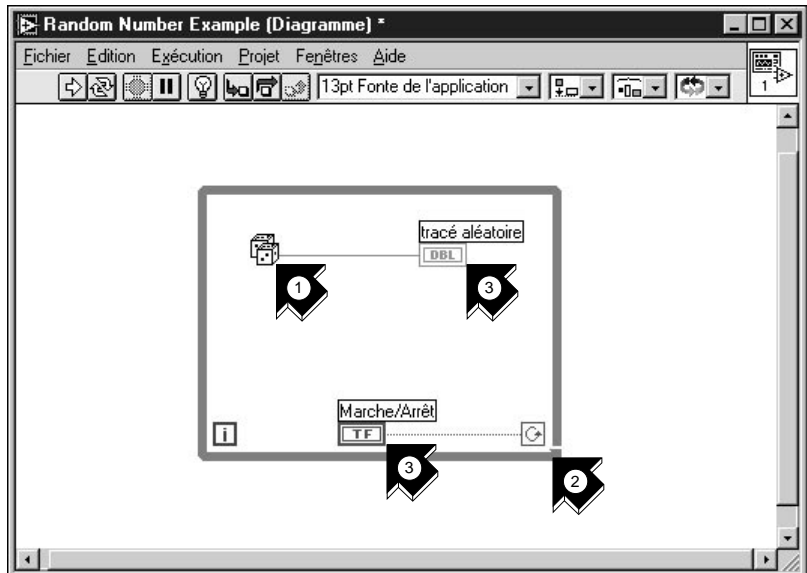 Random Number Example (Diagramme) *
Fichier Edition Exécution Projet Fenêtres Aide
13pt Fonte de l'application
1
tracé aléatoire
DBL
1
3
Marche/Arrêt
i
TF
3
2